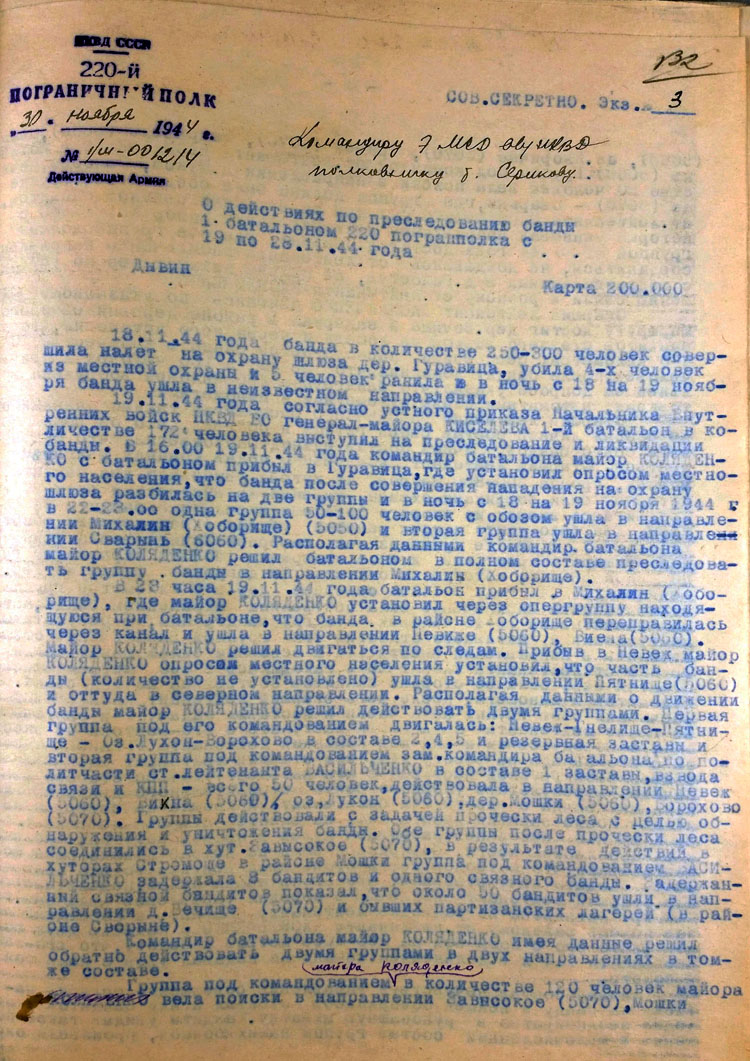 НКВД СССР
220-й
ПОГРАНИЧНЫЙ ПОЛК
„30" ноября 1944 г.
№ 1/ш-001214
Действующая Армия
СОВ.СЕКРЕТНО. Экз.№ 3
Командиру
полковнику т. Серикову
О действиях по преследованию банды
1 батальоном 220 погранполка с
19 по 28.11.44 года
Дывин
Карта 200.000
18.11.44 года банда в количестве 250-300 человек совер-
шила налет на охрану шлюза дер. Гуравица, убила 4-х человек
из местной охраны и 5 человек ранила и в ночь с 18 на 19 нояб-
ря банда ушла в неизвестном направлении.
19.11.44 года согласно устного приказа Начальника Внут-
ренних войск НКВД БО генерал-майора КИСЕЛЕВА 1-й батальон в ко-
личестве 172 человека выступил на преследование и ликвидации
банды. В 16.00 19.11.44 года командир батальона майор КОЛЯДЕН-
КО с батальоном прибыл в Гуравица,где установил опросом местно-
го населения,что банда после совершения нападения на охрану
шлюза разбилась на две группы и в ночь с 18 на 19 ноября 1944 г
в 22-23.00 одна группа 50-100 человек с обозом ушла в направле-
нии Михалин (Хоборище) (5050) и вторая группа ушла в направлен
нии Сварынь (6060). Располагая данными командир батальона
майор КОЛЯДЕНКО решил батальоном в полном составе преследова-
ть группу банды в направлении Михалин (Хоборище).
В 23 часа 19.11.44 года батальон прибыл в Михалин (Хобо-
рище), где майор КОЛЯДЕНКО установил через опергруппу находя-
щуюся при батальоне,что банда в районе Хоборище переправилась
через канал и ушла в направлении Невиже (5060), (5060).
Майор КОЛЯДЕНКО решил двигаться по следам. Прибыв в Невеж майор
КОЛЯДЕНКО опросом местного населения установил,что часть бан-
ды (количество не установлено) ушла в направлении Пятнище(5060)
и оттуда в северном направлении. Располагая данными о движении
банды майор КОЛЯДЕНКО решил действовать двумя группами. Первая
группа под его командованием двигалась: Невеж-Гнелище-Пятни-
ще - Оз.Лухон-Ворохово в составе 2,4,5 и резервная заставы и
вторая группа под командованием зам.командира батальона по по-
литчасти ст.лейтенанта ВАСИЛЬЧЕНКО в составе 1 заставы,взвода
связи и КПП - всего 50 человек,действовала в направлении Невеж
(5060), (5060), оз,Лукон (5060),дер.Мошки (5060),Ворохово
(5070). Группы действовали с задачей прочески леса с целью об-
наружения и уничтожения банды. Обе группы после прочески леса
соединились в хут.Завысокое (5070), в результате действий в
хуторах Стромоше в районе Мошки группа под командованием ВАСИ-
ЛЬЧЕНКО задержала 8 бандитов и одного связного банды. Задержан-
ный связной бандитов показал,что около 50 бандитов ушли в нап-
равлении д.Вечище (5070) и бывших партизанских лагерей (в рай-
оне Сворыне).
Командир батальона майор КОЛЯДЕНКО имея данные решил
обратно действовать двумя группами в двух направлениях в том-
же составе.
майора Коляденко
Группа под командованием в количестве 120 человек майора
вела поиски в направлении Завысокое (5070), Мошки